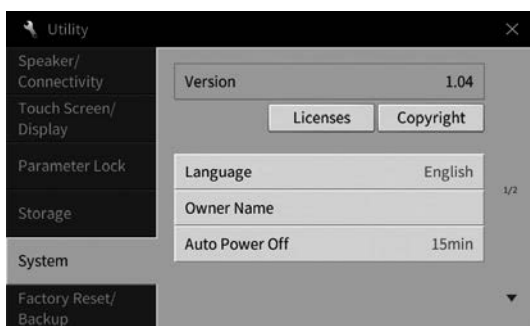 Utility
Speaker/
Connectivity
Touch Screen/
Display
Parameter Lock
Storage
System
Factory Reset/
Backup
Version 1.04
Licenses Copyright
Language English
Owner Name
Auto Power Off 15min
1/2